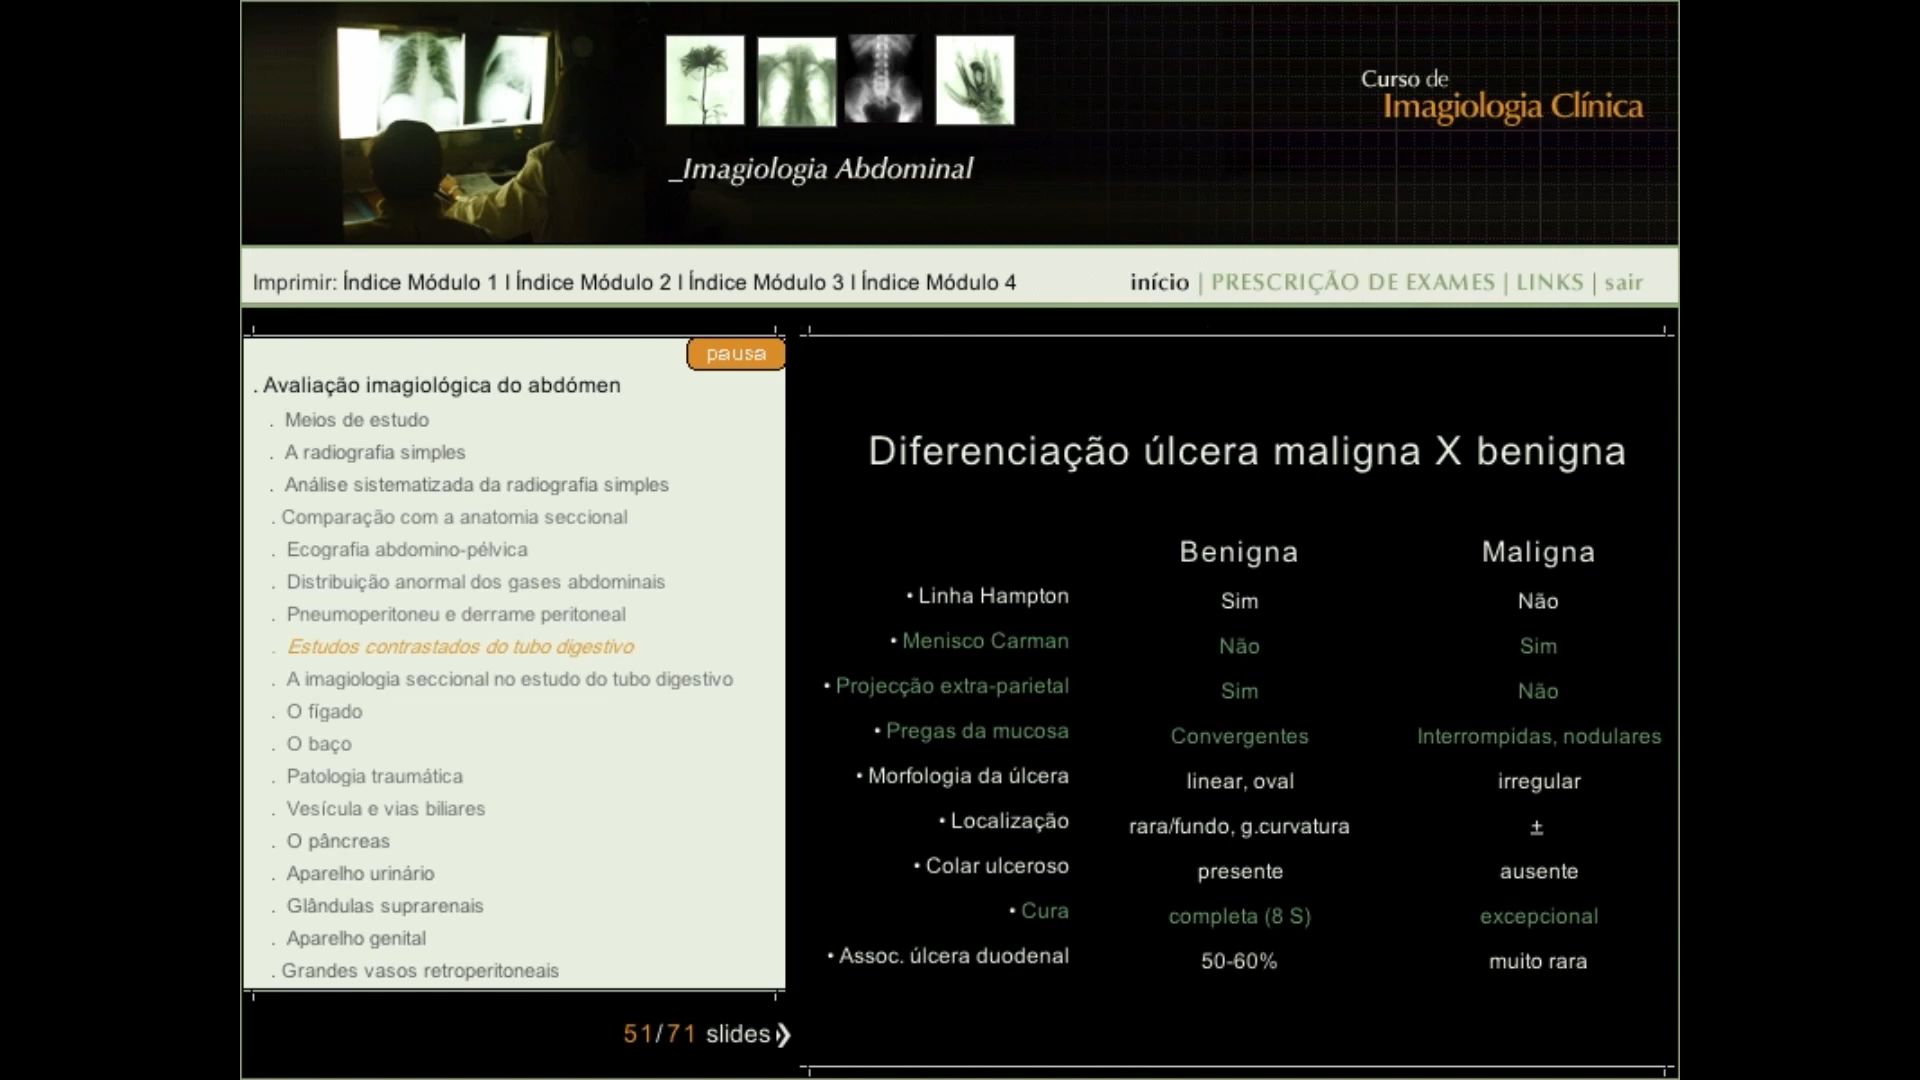 Curso de
Imagiologia Clínica
_Imagiologia Abdominal
Imprimir: Índice Módulo 1 I Índice Módulo 2 I Índice Módulo 3 I Índice Módulo 4
início | PRESCRIÇÃO DE EXAMES | LINKS | sair
pausa
. Avaliação imagiológica do abdómen
. Meios de estudo
. A radiografia simples
. Análise sistematizada da radiografia simples
. Comparação com a anatomia seccional
. Ecografia abdomino-pélvica
. Distribuição anormal dos gases abdominais
. Pneumoperitoneu e derrame peritoneal
. Estudos contrastados do tubo digestivo
. A imagiologia seccional no estudo do tubo digestivo
. O fígado
. O baço
. Patologia traumática
. Vesícula e vias biliares
. O pâncreas
. Aparelho urinário
. Glândulas suprarenais
. Aparelho genital
. Grandes vasos retroperitoneais
51/71 slides
Diferenciação úlcera maligna X benigna
Benigna Maligna
• Linha Hampton Sim Não
• Menisco Carman Não Sim
• Projecção extra-parietal Sim Não
• Pregas da mucosa Convergentes Interrompidas, nodulares
• Morfologia da úlcera linear, oval irregular
• Localização rara/fundo, g.curvatura ±
• Colar ulceroso presente ausente
• Cura completa (8 S) excepcional
• Assoc. úlcera duodenal 50-60% muito rara